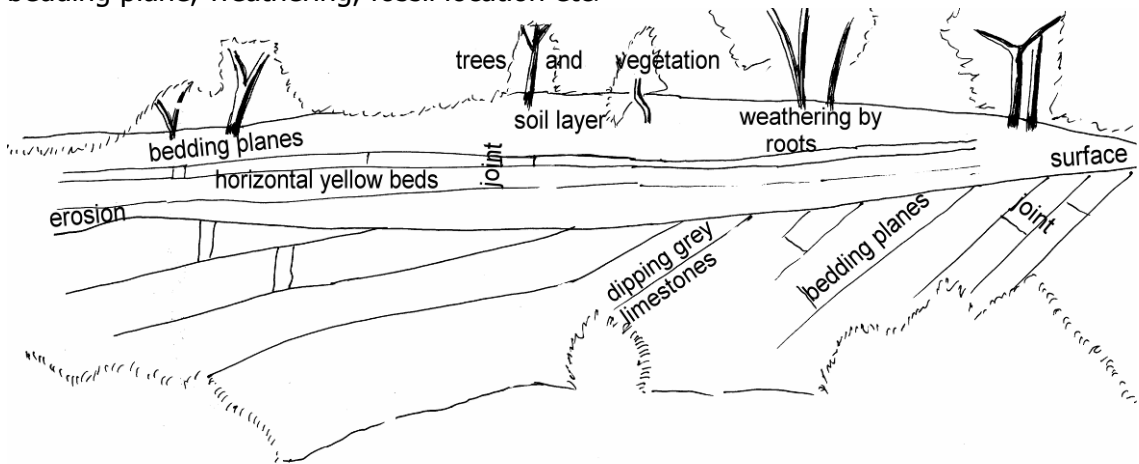 bedding plane, weathering, fossil location etc.
trees and vegetation
soil layer
weathering by
roots
bedding planes
joint
surface
horizontal yellow beds
erosion
joint
dipping grey
limestones
bedding planes